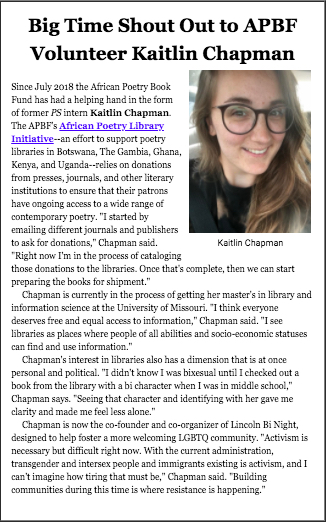 Big Time Shout Out to APBF
Volunteer Kaitlin Chapman
Since July 2018 the African Poetry Book
Fund has had a helping hand in the form
of former PS intern Kaitlin Chapman.
The APBF's African Poetry Library
Initiative--an effort to support poetry
libraries in Botswana, The Gambia, Ghana,
Kenya, and Uganda--relies on donations
from presses, journals, and other literary
institutions to ensure that their patrons
have ongoing access to a wide range of
contemporary poetry. "I started by
emailing different journals and publishers
to ask for donations," Chapman said.
"Right now I'm in the process of cataloging
Kaitlin Chapman
those donations to the libraries. Once that's complete, then we can start
preparing the books for shipment."
Chapman is currently in the process of getting her master's in library and
information science at the University of Missouri. "I think everyone
deserves free and equal access to information," Chapman said. "I see
libraries as places where people of all abilities and socio-economic statuses
can find and use information."
Chapman's interest in libraries also has a dimension that is at once
personal and political. "I didn't know I was bisexual until I checked out a
book from the library with a bi character when I was in middle school,"
Chapman says. "Seeing that character and identifying with her gave me
clarity and made me feel less alone."
Chapman is now the co-founder and co-organizer of Lincoln Bi Night,
designed to help foster a more welcoming LGBTQ community. "Activism is
necessary but difficult right now. With the current administration,
transgender and intersex people and immigrants existing is activism, and I
can't imagine how tiring that must be," Chapman said. "Building
communities during this time is where resistance is happening."